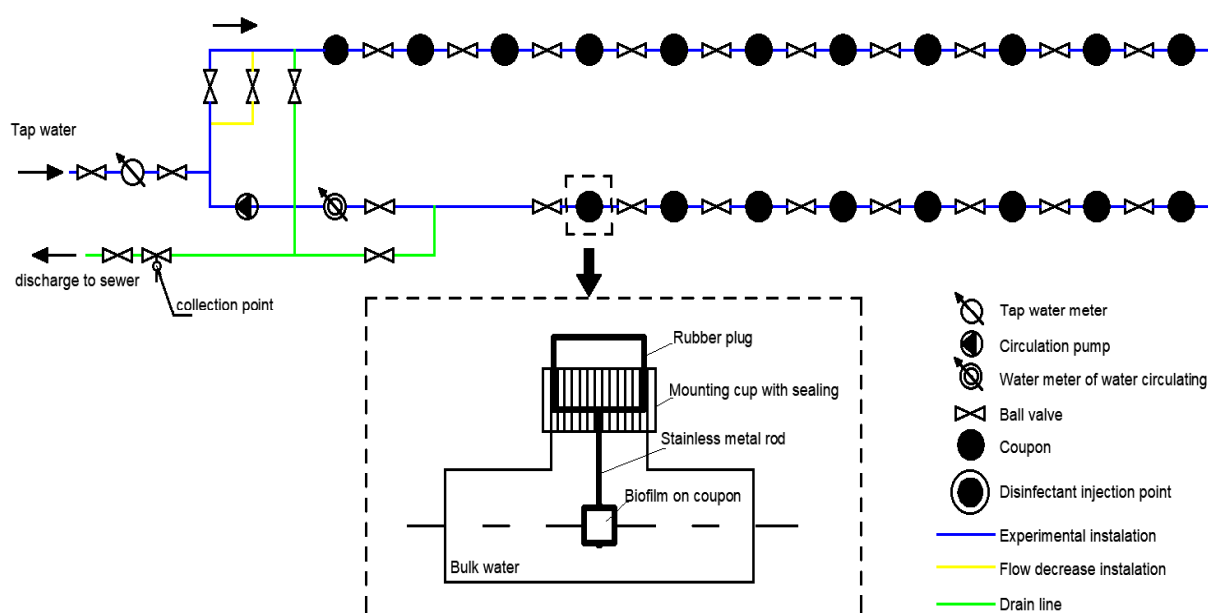 Tap water
discharge to sewer
collection point
Rubber plug
Mounting cup with sealing
Stainless metal rod
Biofilm on coupon
Bulk water
Tap water meter
Circulation pump
Water meter of water circulating
Ball valve
Coupon
Disinfectant injection point
Experimental instalation
Flow decrease instalation
Drain line